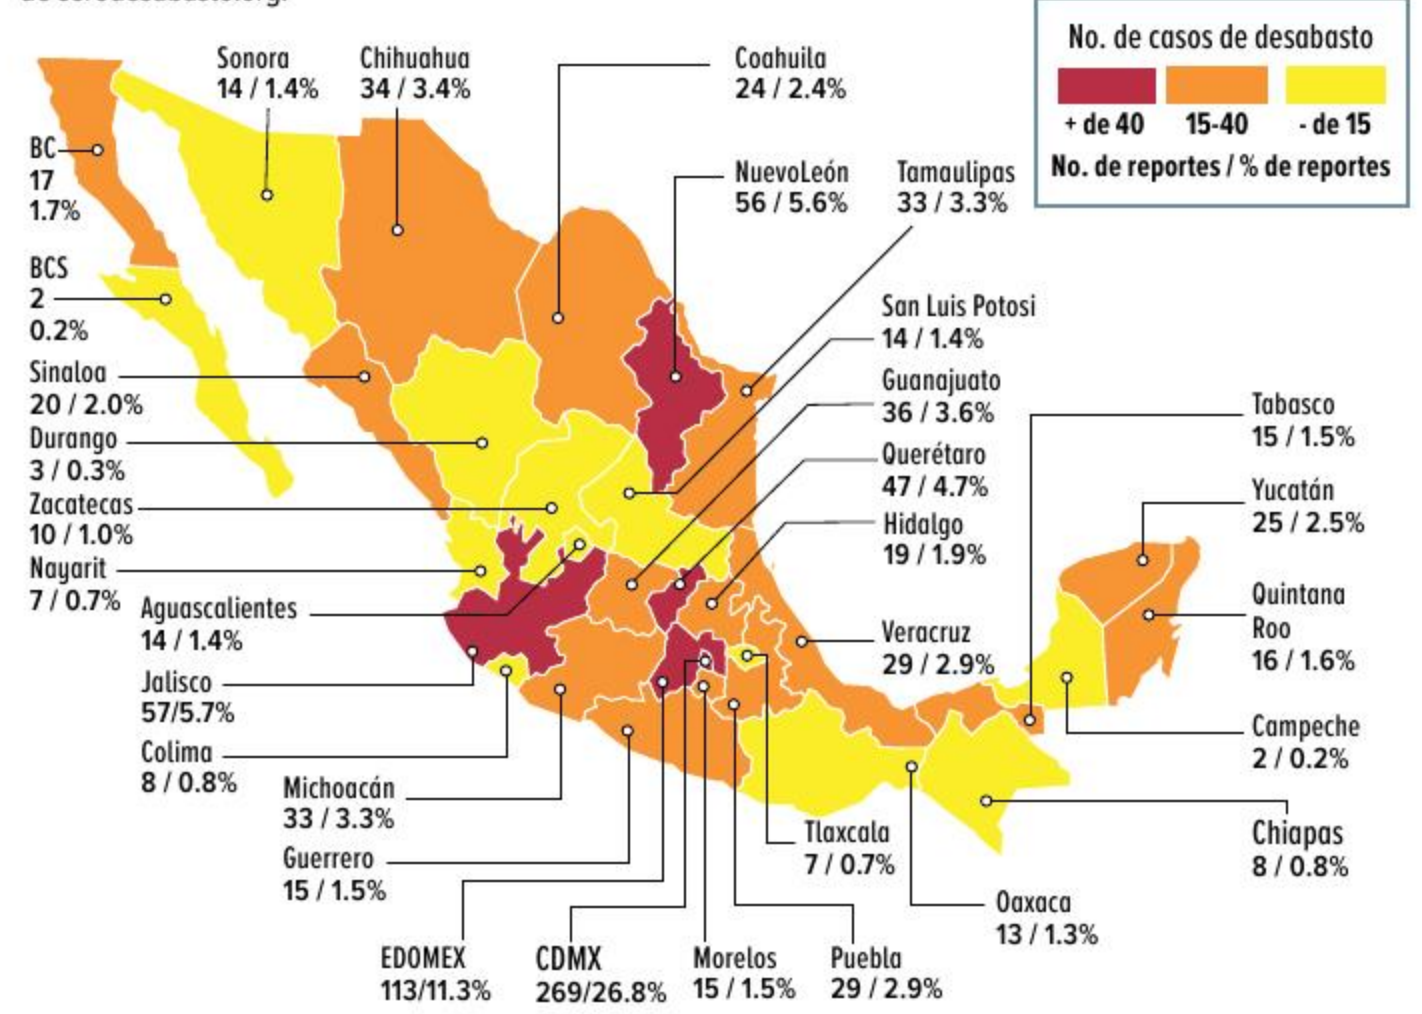 Sonora
14 / 1.4%
Chihuahua
34 / 3.4%
Coahuila
24 / 2.4%
No. de casos de desabasto
+ de 40
15-40
- de 15
No. de reportes / % de reportes
BC
17
1.7%
NuevoLeón
56 / 5.6%
Tamaulipas
33 / 3.3%
BCS
2
0.2%
San Luis Potosi
14 / 1.4%
Sinaloa
20 / 2.0%
Guanajuato
36 / 3.6%
Tabasco
15 / 1.5%
Durango
3 / 0.3%
Querétaro
47 / 4.7%
Yucatán
25 / 2.5%
Zacatecas
10 / 1.0%
Hidalgo
19 / 1.9%
Nayarit
7 / 0.7%
Quintana
Roo
16 / 1.6%
Aguascalientes
14 / 1.4%
Veracruz
29 / 2.9%
Jalisco
57/5.7%
Campeche
2 / 0.2%
Colima
8 / 0.8%
Michoacán
33 / 3.3%
Tlaxcala
7 / 0.7%
Chiapas
8 / 0.8%
Guerrero
15 / 1.5%
Oaxaca
13 / 1.3%
EDOMEX
113/11.3%
CDMX
269/26.8%
Morelos
15 / 1.5%
Puebla
29 / 2.9%